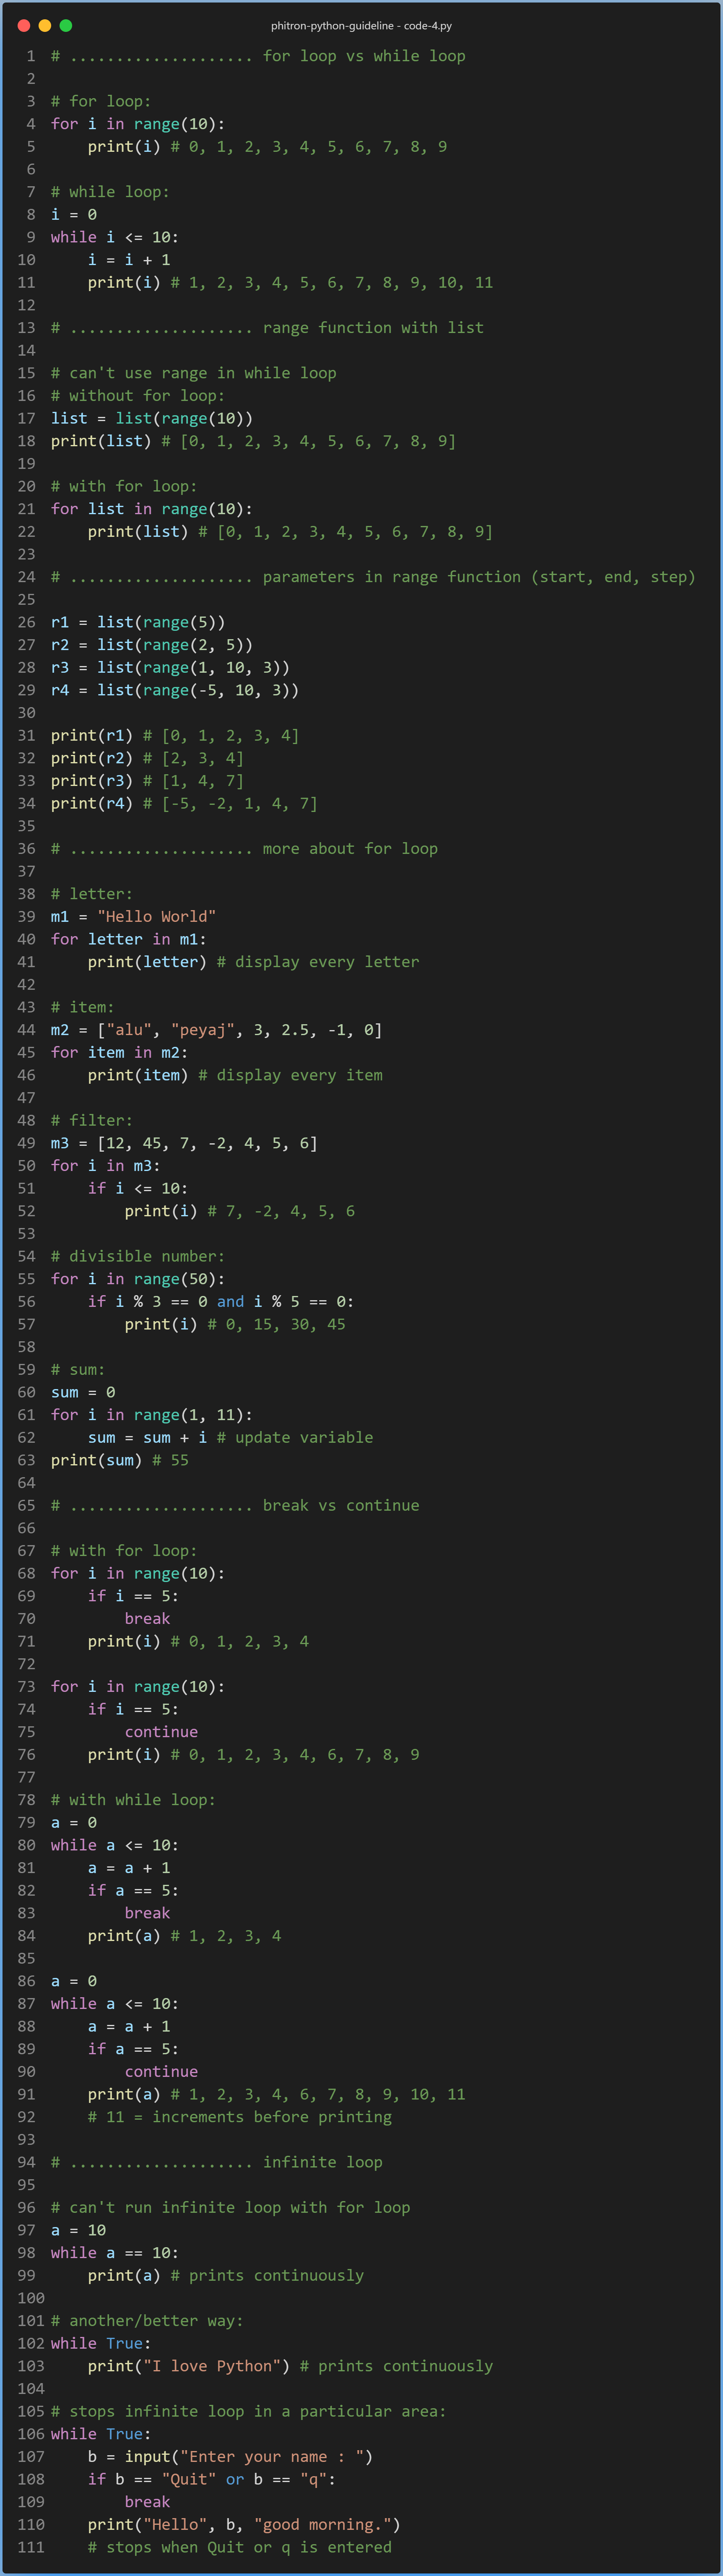 phitron-python-guideline - code-4.py
1 # .................... for loop vs while loop
2
3 # for loop:
4 for i in range(10):
5     print(i) # 0, 1, 2, 3, 4, 5, 6, 7, 8, 9
6
7 # while loop:
8 i = 0
9 while i <= 10:
10     i = i + 1
11     print(i) # 1, 2, 3, 4, 5, 6, 7, 8, 9, 10, 11
12
13 # .................... range function with list
14
15 # can't use range in while loop
16 # without for loop:
17 list = list(range(10))
18 print(list) # [0, 1, 2, 3, 4, 5, 6, 7, 8, 9]
19
20 # with for loop:
21 for list in range(10):
22     print(list) # [0, 1, 2, 3, 4, 5, 6, 7, 8, 9]
23
24 # .................... parameters in range function (start, end, step)
25
26 r1 = list(range(5))
27 r2 = list(range(2, 5))
28 r3 = list(range(1, 10, 3))
29 r4 = list(range(-5, 10, 3))
30
31 print(r1) # [0, 1, 2, 3, 4]
32 print(r2) # [2, 3, 4]
33 print(r3) # [1, 4, 7]
34 print(r4) # [-5, -2, 1, 4, 7]
35
36 # .................... more about for loop
37
38 # letter:
39 m1 = "Hello World"
40 for letter in m1:
41     print(letter) # display every letter
42
43 # item:
44 m2 = ["alu", "peyaj", 3, 2.5, -1, 0]
45 for item in m2:
46     print(item) # display every item
47
48 # filter:
49 m3 = [12, 45, 7, -2, 4, 5, 6]
50 for i in m3:
51     if i <= 10:
52         print(i) # 7, -2, 4, 5, 6
53
54 # divisible number:
55 for i in range(50):
56     if i % 3 == 0 and i % 5 == 0:
57         print(i) # 0, 15, 30, 45
58
59 # sum:
60 sum = 0
61 for i in range(1, 11):
62     sum = sum + i # update variable
63 print(sum) # 55
64
65 # .................... break vs continue
66
67 # with for loop:
68 for i in range(10):
69     if i == 5:
70         break
71     print(i) # 0, 1, 2, 3, 4
72
73 for i in range(10):
74     if i == 5:
75         continue
76     print(i) # 0, 1, 2, 3, 4, 6, 7, 8, 9
77
78 # with while loop:
79 a = 0
80 while a <= 10:
81     a = a + 1
82     if a == 5:
83         break
84     print(a) # 1, 2, 3, 4
85
86 a = 0
87 while a <= 10:
88     a = a + 1
89     if a == 5:
90         continue
91     print(a) # 1, 2, 3, 4, 6, 7, 8, 9, 10, 11
92     # 11 = increments before printing
93
94 # .................... infinite loop
95
96 # can't run infinite loop with for loop
97 a = 10
98 while a == 10:
99     print(a) # prints continuously
100
101 # another/better way:
102 while True:
103     print("I love Python") # prints continuously
104
105 # stops infinite loop in a particular area:
106 while True:
107     b = input("Enter your name : ")
108     if b == "Quit" or b == "q":
109         break
110     print("Hello", b, "good morning.")
111     # stops when Quit or q is entered